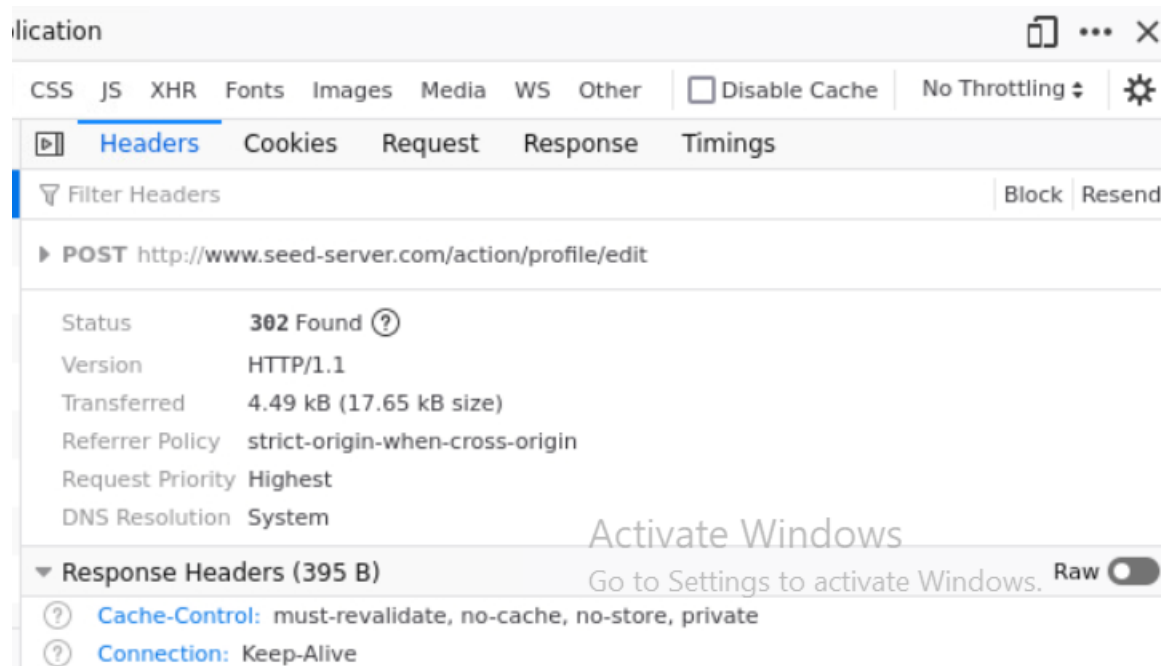 lication
CSS JS XHR Fonts Images Media WS Other Disable Cache No Throttling
Headers Cookies Request Response Timings
Filter Headers Block Resend
POST http://www.seed-server.com/action/profile/edit
Status 302 Found ?
Version HTTP/1.1
Transferred 4.49 kB (17.65 kB size)
Referrer Policy strict-origin-when-cross-origin
Request Priority Highest
DNS Resolution System
Activate Windows
Response Headers (395 B) Raw
Go to Settings to activate Windows.
? Cache-Control: must-revalidate, no-cache, no-store, private
? Connection: Keep-Alive